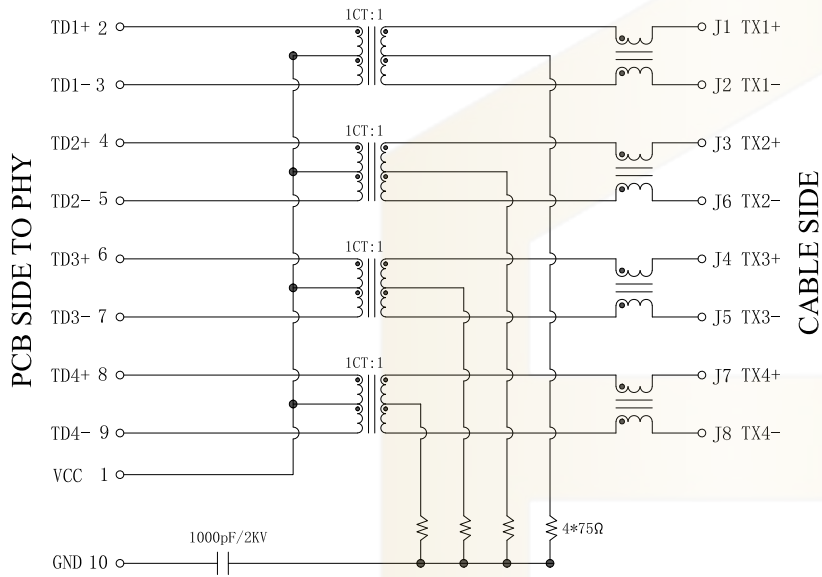 1CT:1
TD1+ 2
J1 TX1+
TD1- 3
J2 TX1-
1CT:1
TD2+ 4
J3 TX2+
TD2- 5
J6 TX2-
1CT:1
TD3+ 6
J4 TX3+
TD3- 7
J5 TX3-
1CT:1
TD4+ 8
J7 TX4+
TD4- 9
J8 TX4-
VCC 1
4*75Ω
1000pF/2KV
GND 10
PCB SIDE TO PHY
CABLE SIDE